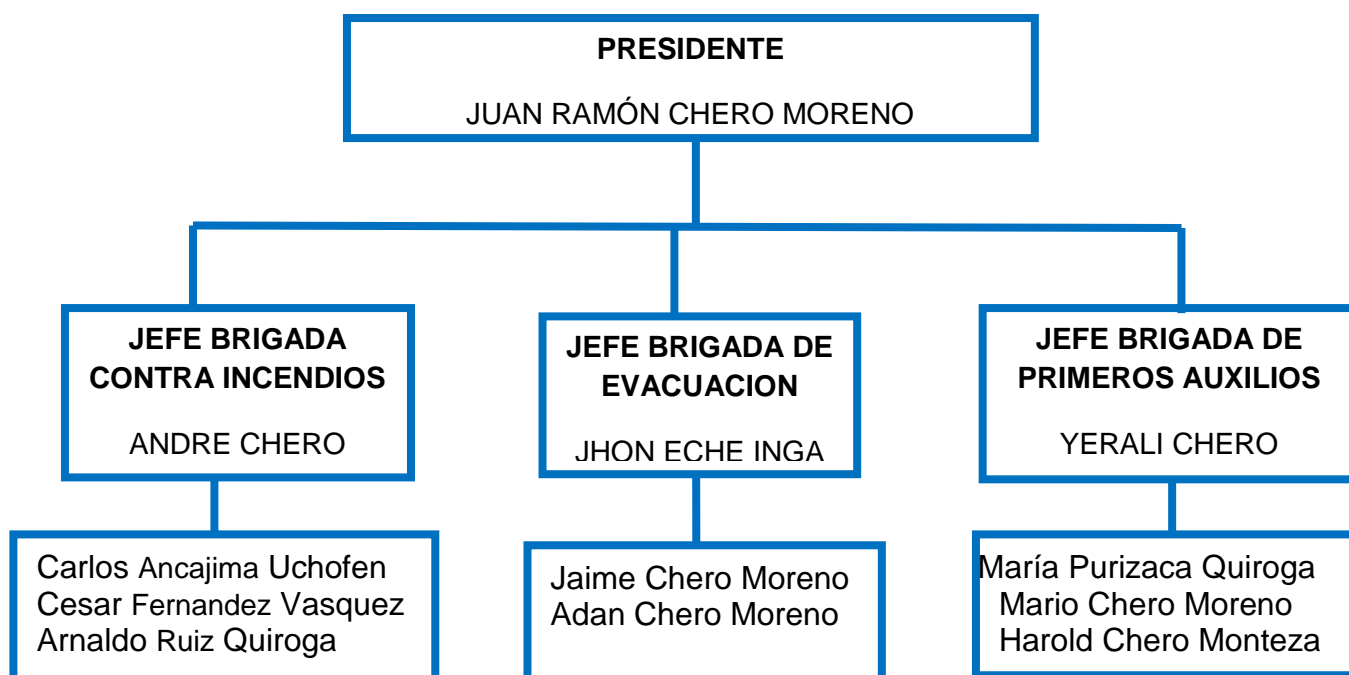 PRESIDENTE
JUAN RAMÓN CHERO MORENO
JEFE BRIGADA
CONTRA INCENDIOS
ANDRE CHERO
JEFE BRIGADA DE
EVACUACION
JHON ECHE INGA
JEFE BRIGADA DE
PRIMEROS AUXILIOS
YERALI CHERO
Carlos Ancajima Uchofen
Cesar Fernandez Vasquez
Arnaldo Ruiz Quiroga
Jaime Chero Moreno
Adan Chero Moreno
María Purizaca Quiroga
Mario Chero Moreno
Harold Chero Monteza